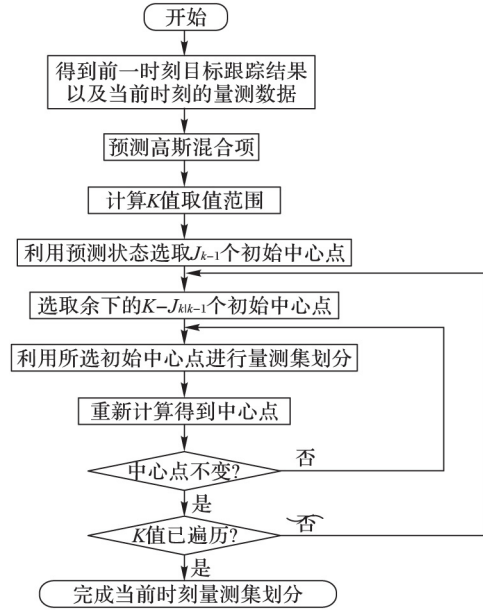 开始
得到前一时刻目标跟踪结果
以及当前时刻的量测数据
预测高斯混合项
计算K值取值范围
利用预测状态选取Jk-1个初始中心点
选取余下的K-Jk|k-1个初始中心点
利用所选初始中心点进行量测集划分
重新计算得到中心点
中心点不变?
否
是
K值已遍历?
否
是
完成当前时刻量测集划分